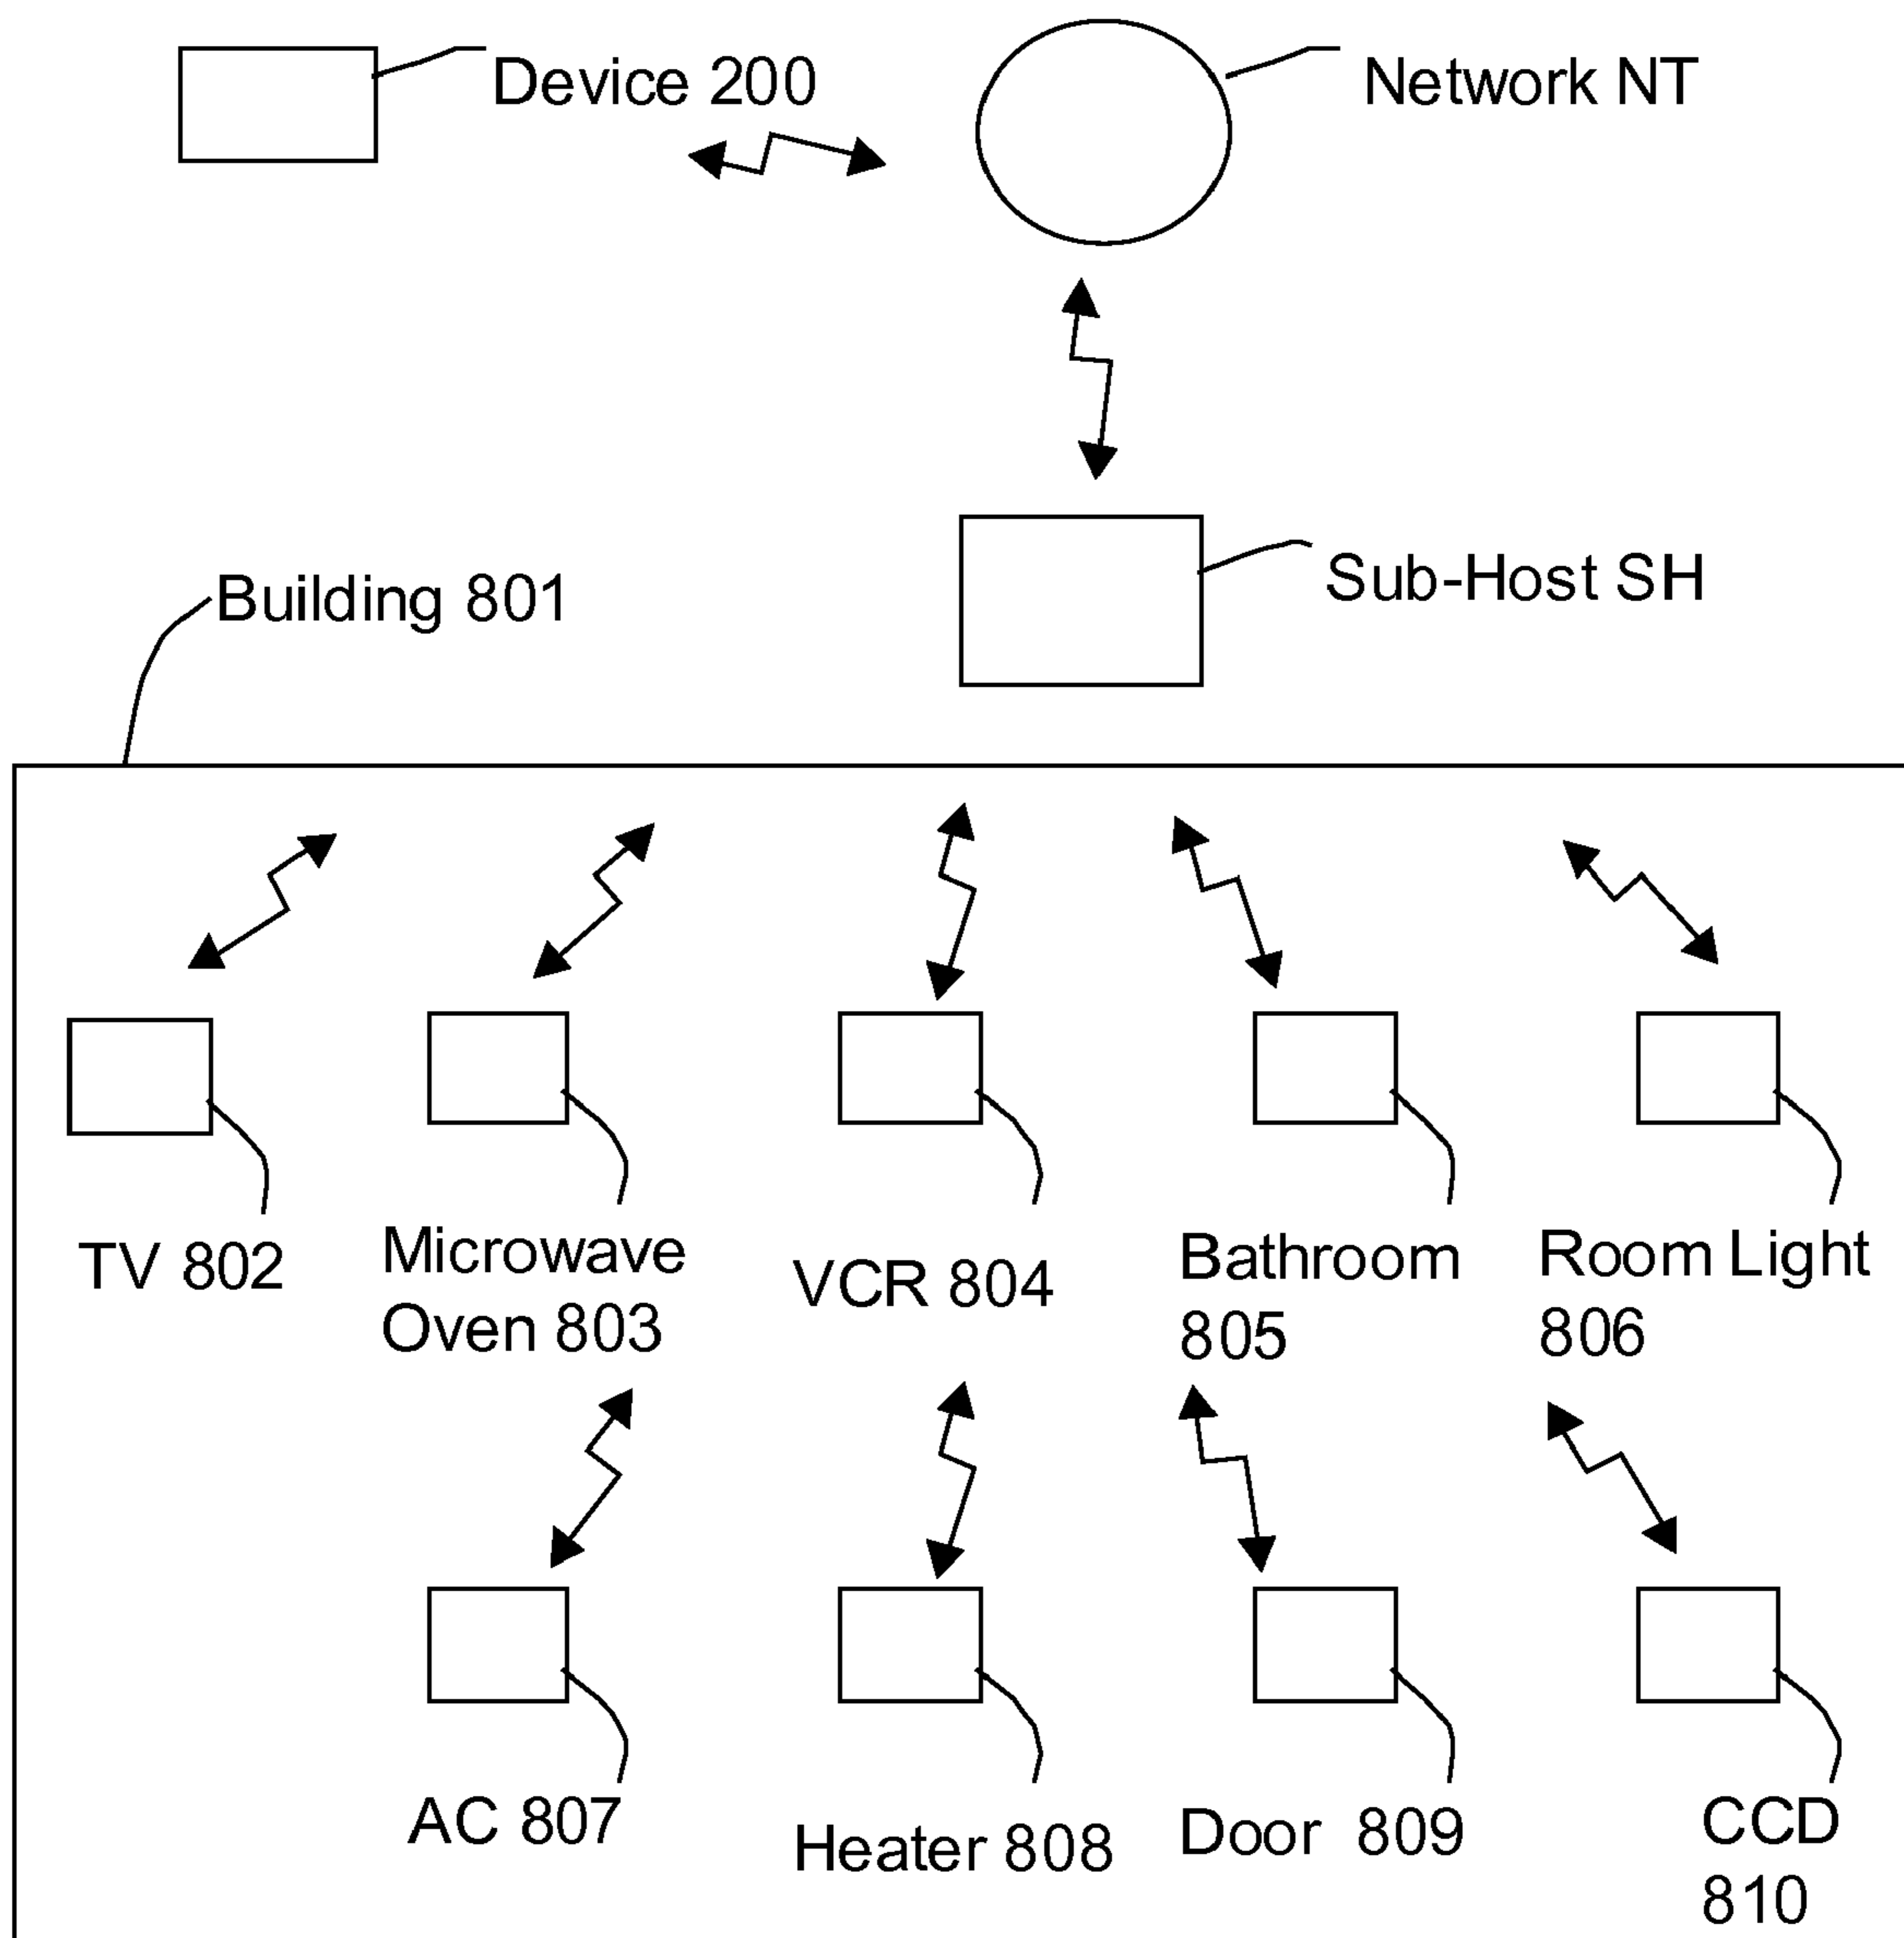 Device 200
Network NT
Sub-Host SH
Building 801
TV 802
Microwave
Oven 803
VCR 804
Bathroom
805
Room Light
806
AC 807
Heater 808
Door 809
CCD
810